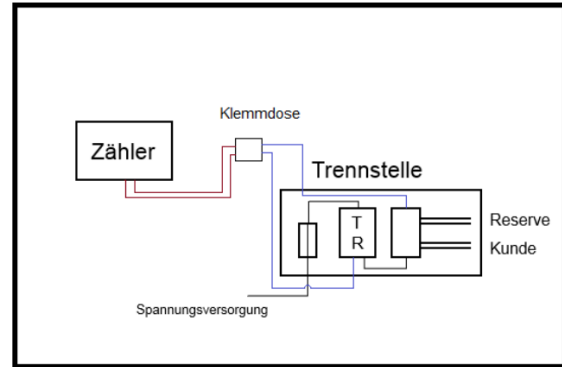 Klemmdose
Zähler
Trennstelle
T
R
Reserve
Kunde
Spannungsversorgung